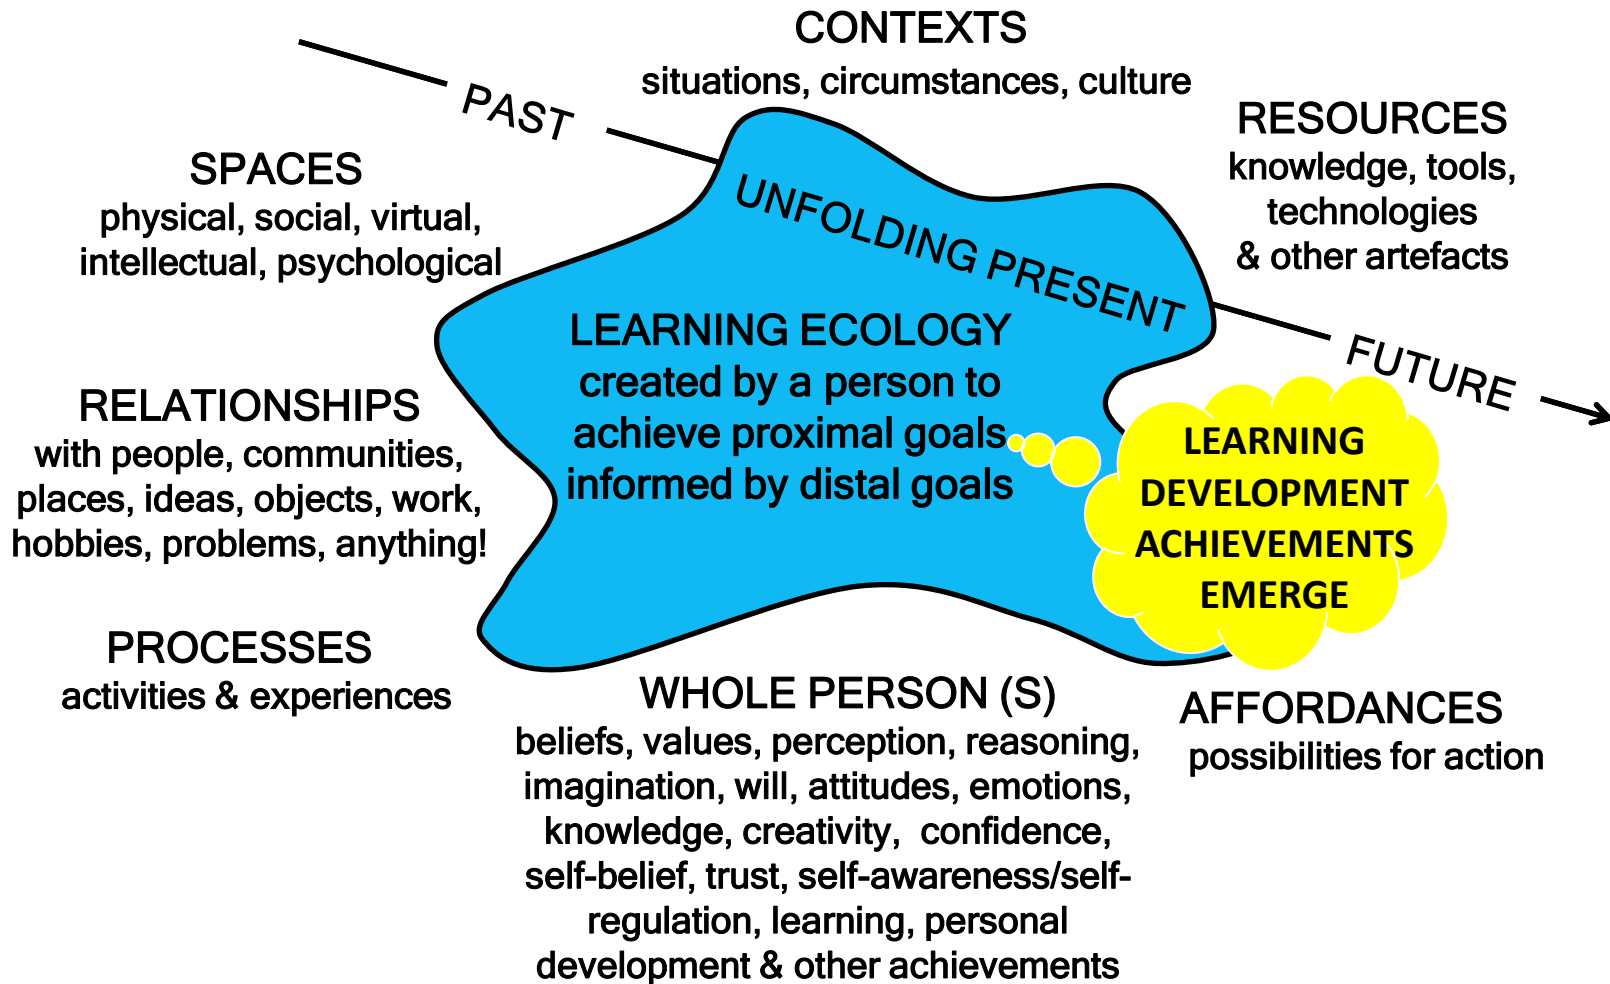 CONTEXTS
situations, circumstances, culture
PAST
UNFOLDING PRESENT
FUTURE
RESOURCES
knowledge, tools,
technologies
& other artefacts
SPACES
physical, social, virtual,
intellectual, psychological
LEARNING ECOLOGY
created by a person to
achieve proximal goals
informed by distal goals
RELATIONSHIPS
with people, communities,
places, ideas, objects, work,
hobbies, problems, anything!
LEARNING
DEVELOPMENT
ACHIEVEMENTS
EMERGE
PROCESSES
activities & experiences
WHOLE PERSON (S)
beliefs, values, perception, reasoning,
imagination, will, attitudes, emotions,
knowledge, creativity,  confidence,
self-belief, trust, self-awareness/self-
regulation, learning, personal
development & other achievements
AFFORDANCES
possibilities for action